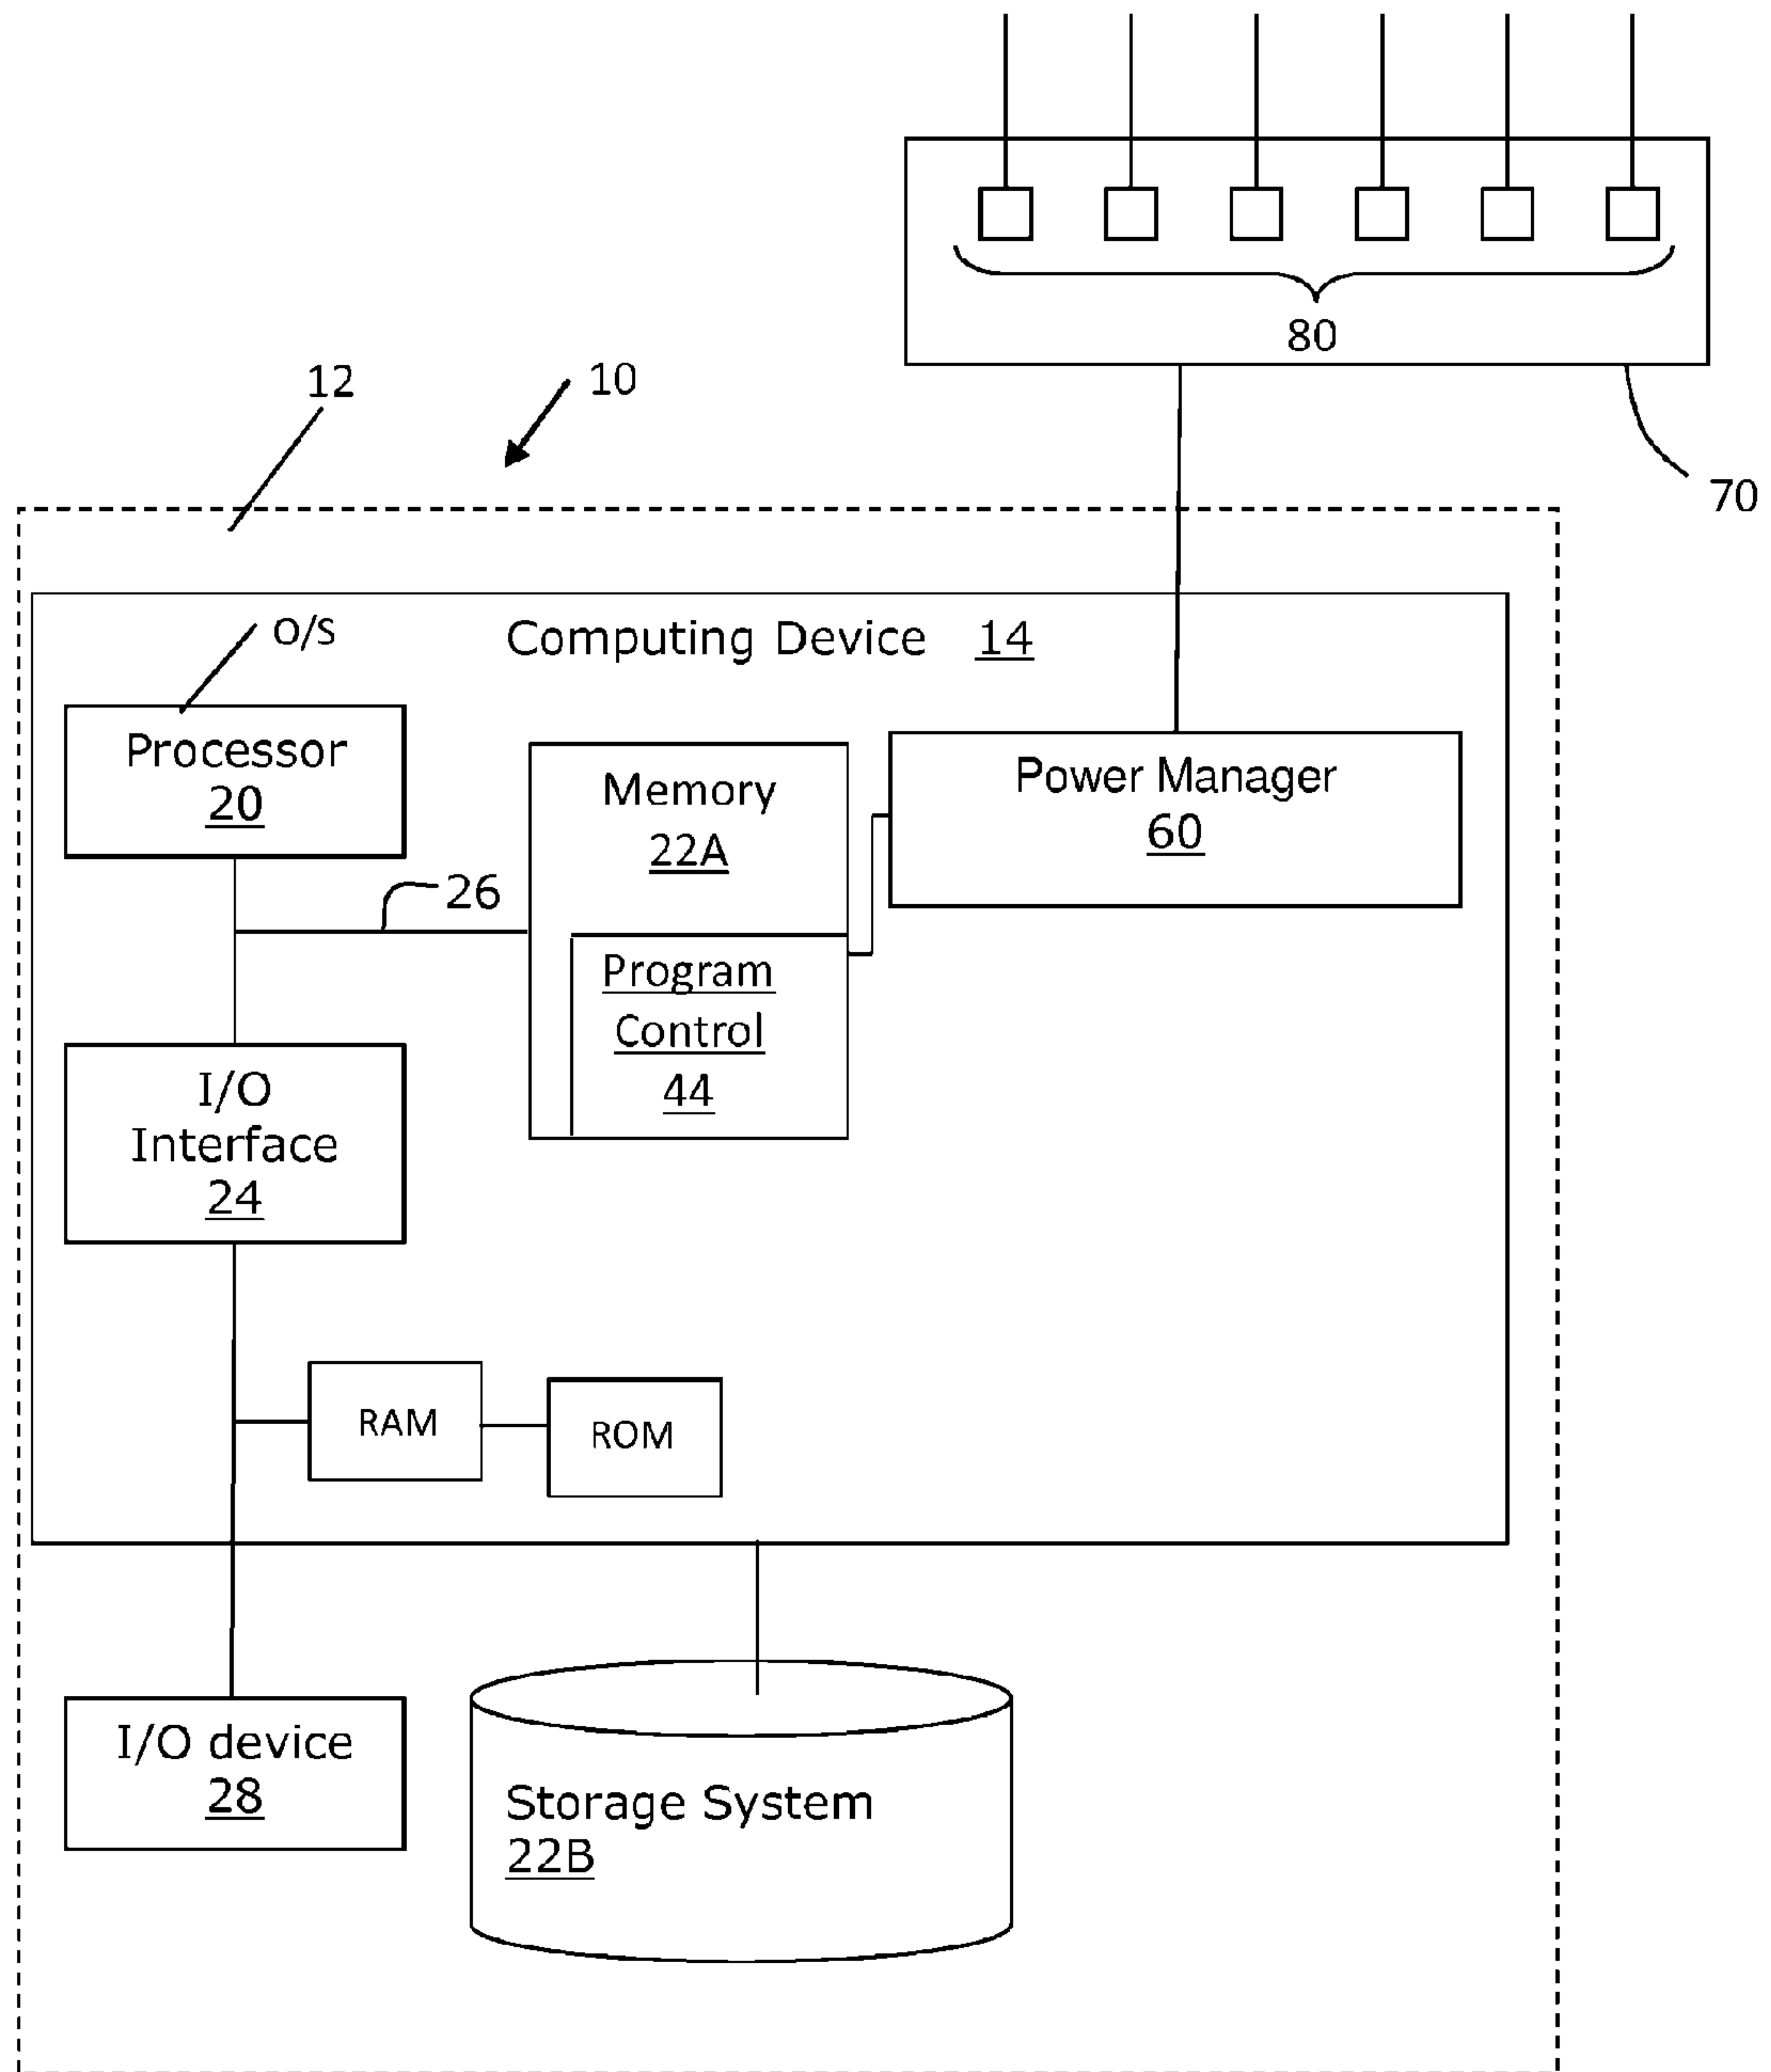 80
12
10
70
O/S
Computing Device 14
Processor
20
Memory
22A
Power Manager
60
26
Program
Control
44
I/O
Interface
24
RAM
ROM
I/O device
28
Storage System
22B